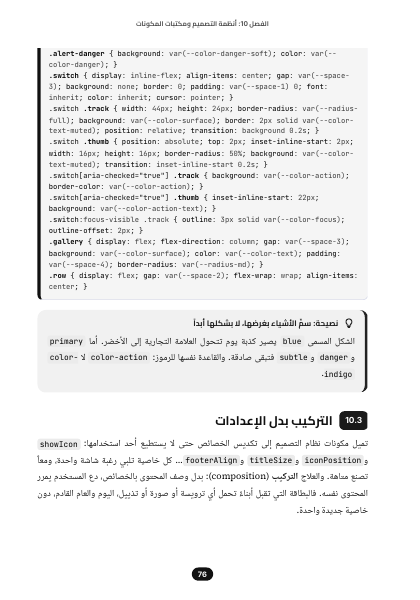 الفصل 10: أنظمة التصميم ومكتبات المكونات
.alert-danger { background: var(--color-danger-soft); color: var(--
color-danger); }
.switch { display: inline-flex; align-items: center; gap: var(--space-
3); background: none; border: 0; padding: var(--space-1) 0; font:
inherit; color: inherit; cursor: pointer; }
.switch .track { width: 44px; height: 24px; border-radius: var(--radius-
full); background: var(--color-surface); border: 2px solid var(--color-
text-muted); position: relative; transition: background 0.2s; }
.switch .thumb { position: absolute; top: 2px; inset-inline-start: 2px;
width: 16px; height: 16px; border-radius: 50%; background: var(--color-
text-muted); transition: inset-inline-start 0.2s; }
.switch[aria-checked="true"] .track { background: var(--color-action);
border-color: var(--color-action); }
.switch[aria-checked="true"] .thumb { inset-inline-start: 22px;
background: var(--color-action-text); }
.switch:focus-visible .track { outline: 3px solid var(--color-focus);
outline-offset: 2px; }
.gallery { display: flex; flex-direction: column; gap: var(--space-3);
background: var(--color-surface); color: var(--color-text); padding:
var(--space-4); border-radius: var(--radius-md); }
.row { display: flex; gap: var(--space-2); flex-wrap: wrap; align-items:
center; }
نصيحة: سمِّ الأشياء بغرضها، لا بشكلها أبداً
الشكل المسمى blue يصير كذبة يوم تتحول العلامة التجارية إلى الأخضر. أما primary
و danger و subtle فتبقى صادقة. والقاعدة نفسها للرموز: color-action لا color-
indigo.
10.3 التركيب بدل الإعدادات
تميل مكونات نظام التصميم إلى تكديس الخصائص حتى لا يستطيع أحد استخدامها: showIcon
و iconPosition و titleSize و footerAlign... كل خاصية تلبي رغبة شاشة واحدة، ومعاً
تصنع متاهة. والعلاج التركيب (composition): بدل وصف المحتوى بالخصائص، دع المستخدم يمرر
المحتوى نفسه. فالبطاقة التي تقبل أبناءً تحمل أي ترويسة أو صورة أو تذييل، اليوم والعام القادم، دون
خاصية جديدة واحدة.
76